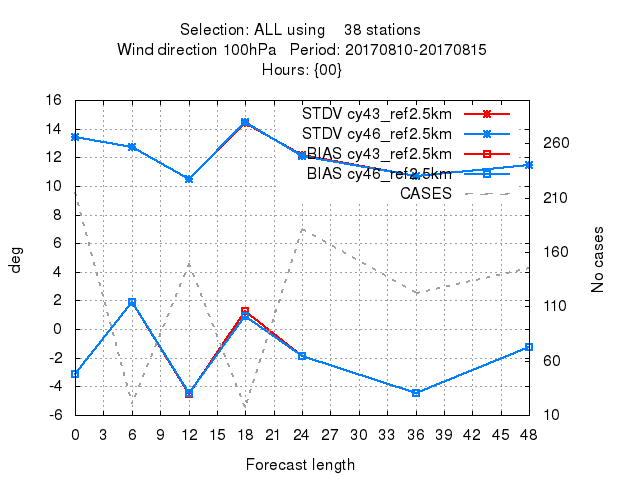 Selection: ALL using 38 stations
Wind direction 100hPa Period: 20170810-20170815
Hours: {00}
STDV cy43_ref2.5km
STDV cy46_ref2.5km
BIAS cy43_ref2.5km
BIAS cy46_ref2.5km
CASES
16
14
12
10
8
6
4
2
0
-2
-4
-6
deg
260
210
160
110
60
10
No cases
0 3 6 9 12 15 18 21 24 27 30 33 36 39 42 45 48
Forecast length